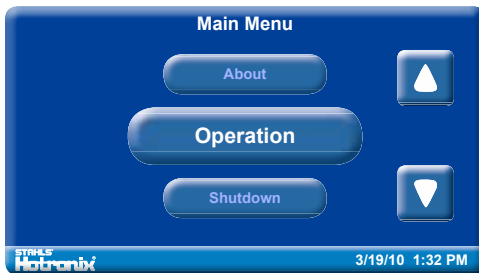 Main Menu
About
Operation
Shutdown
STAHLS'
Hotronix
3/19/10 1:32 PM